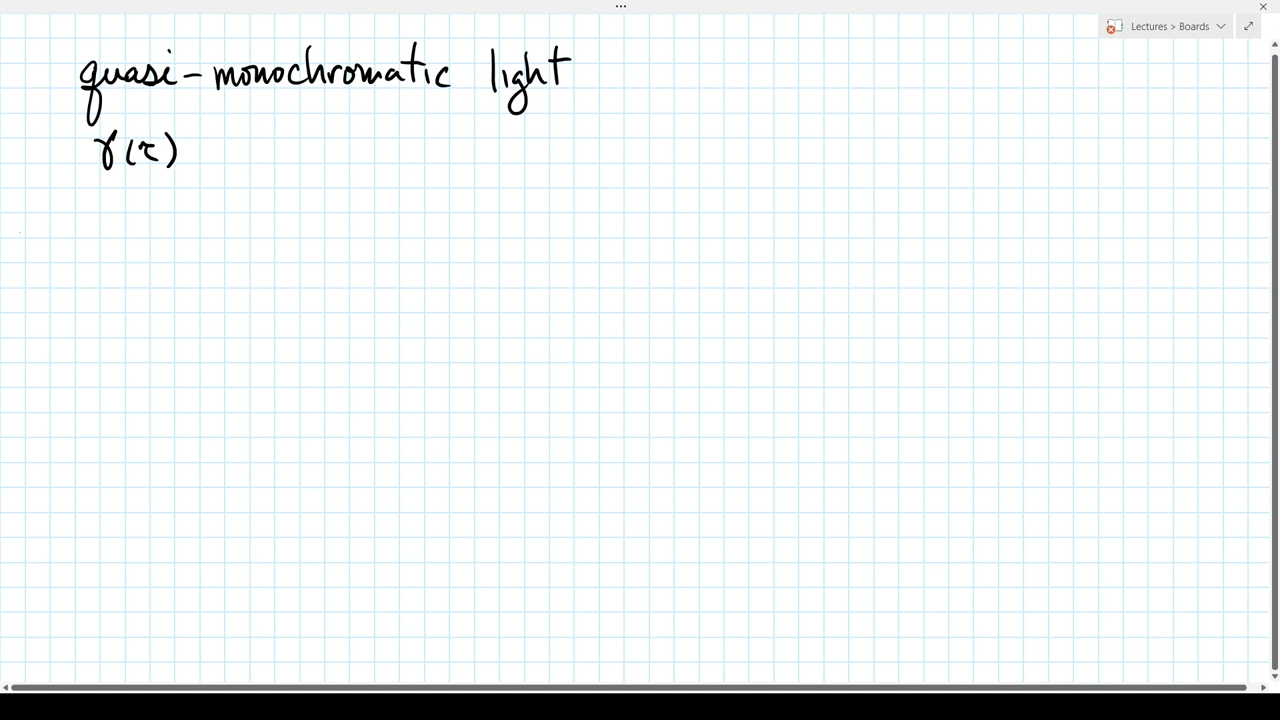 Lectures > Boards
quasi-monochromatic light
γ(τ)